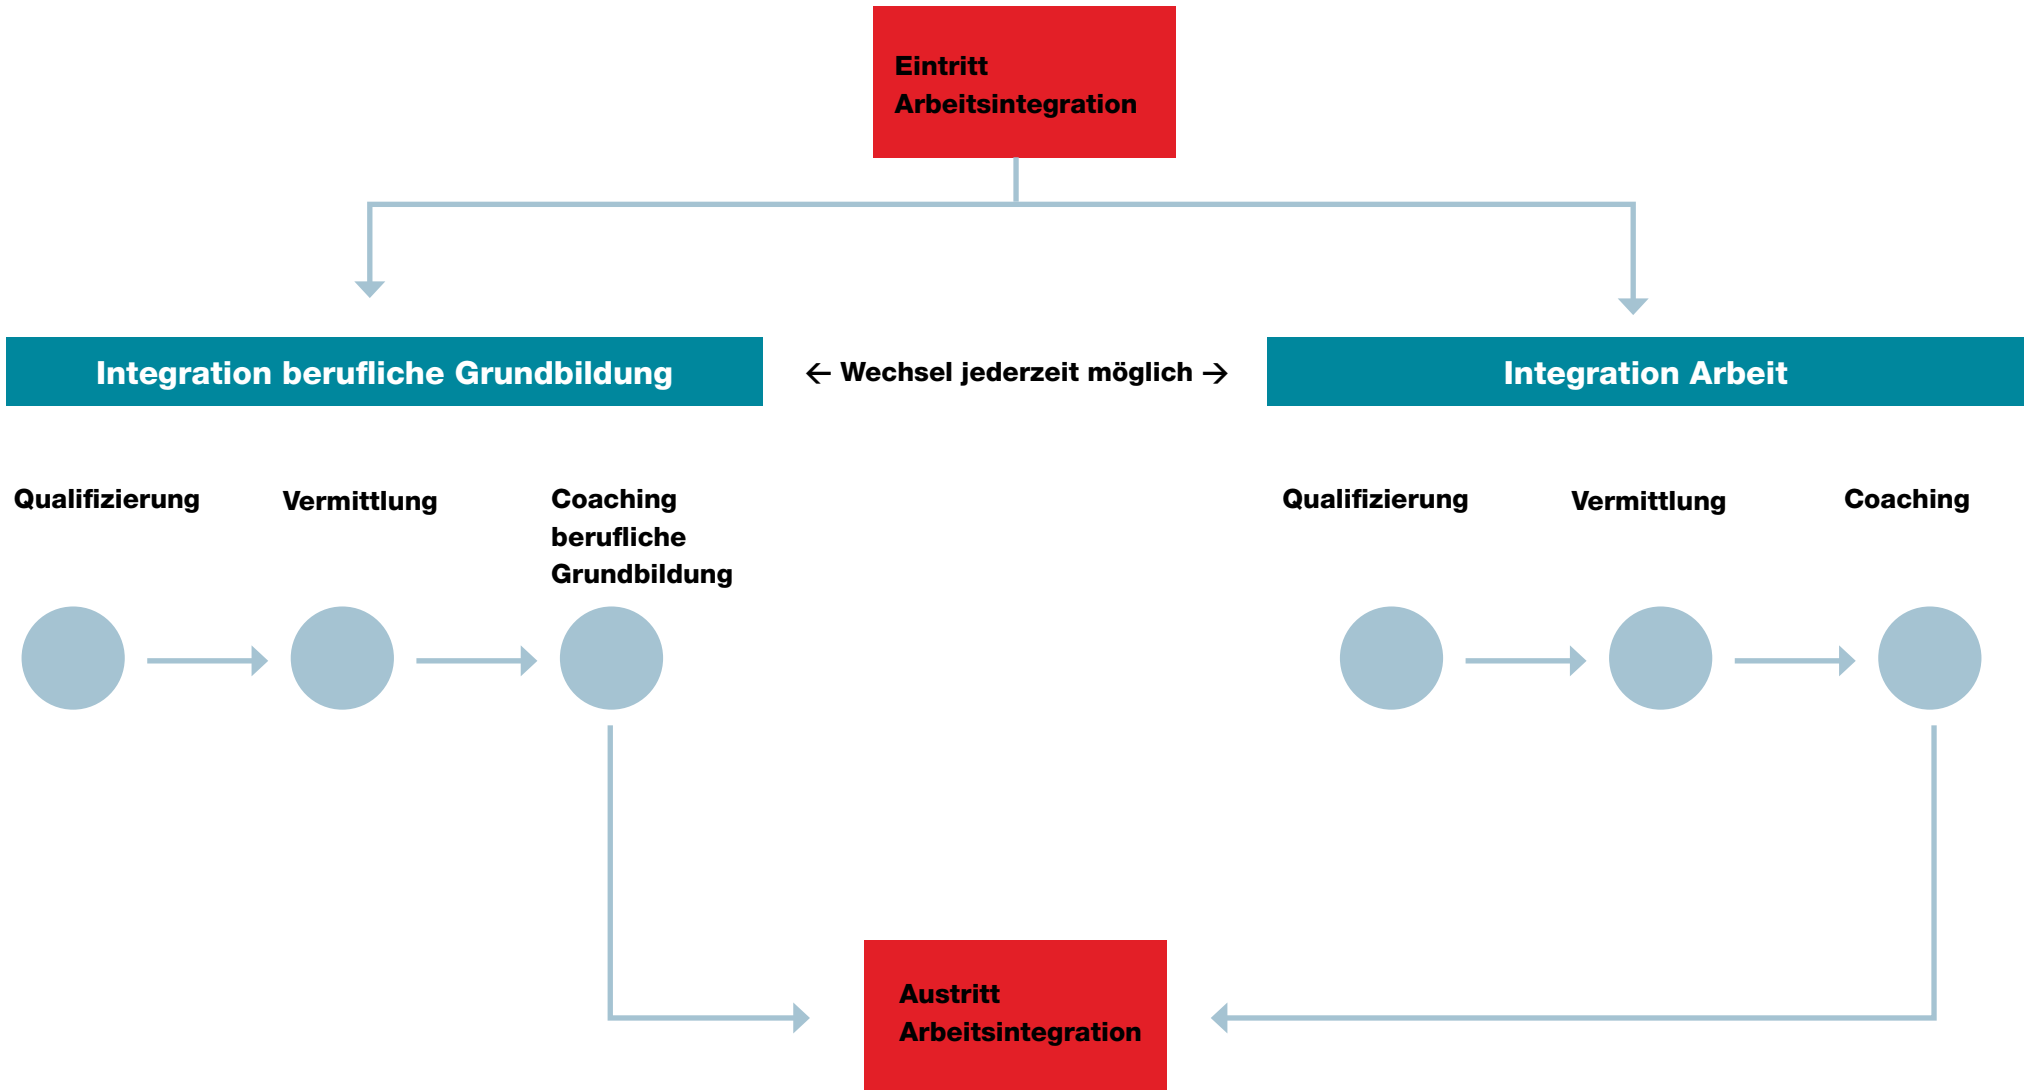 Eintritt
Arbeitsintegration
Integration berufliche Grundbildung
← Wechsel jederzeit möglich →
Integration Arbeit
Qualifizierung
Vermittlung
Coaching
berufliche
Grundbildung
Qualifizierung
Vermittlung
Coaching
Austritt
Arbeitsintegration